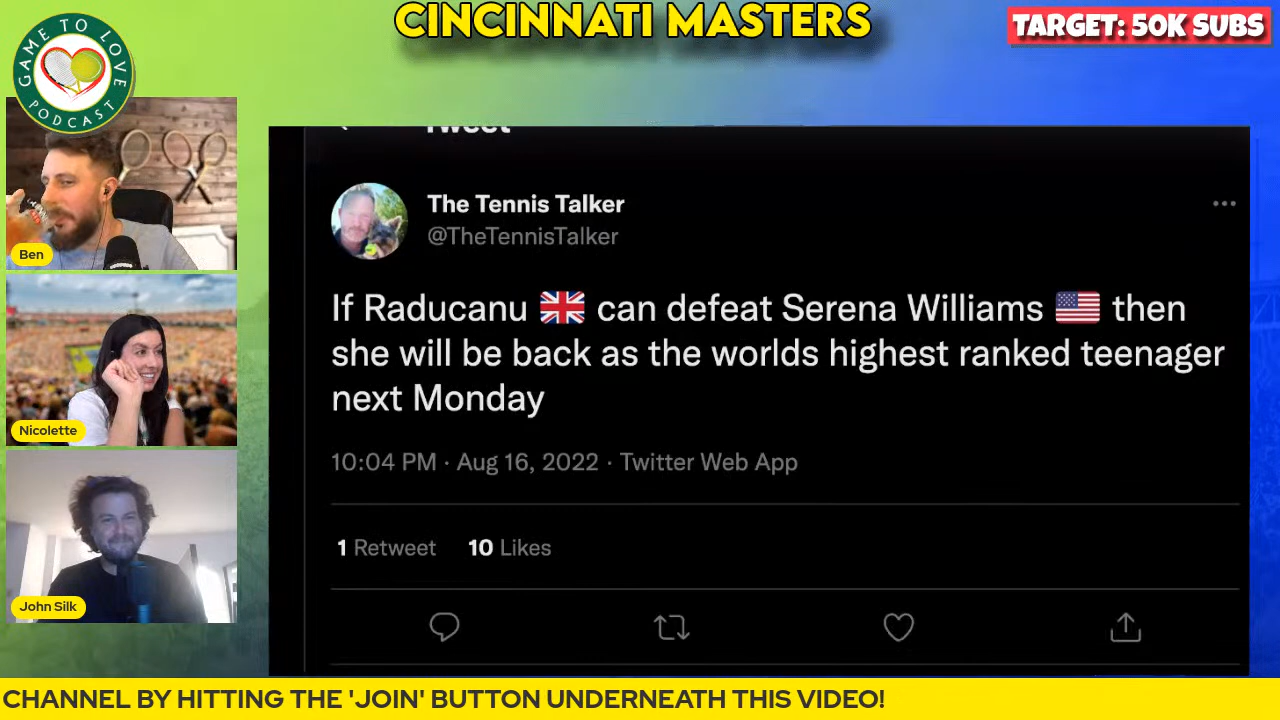 CINCINNATI MASTERS
TARGET: 50K SUBS
GAME TO LOVE
PODCAST
Tweet
The Tennis Talker
@TheTennisTalker
If Raducanu 🇬🇧 can defeat Serena Williams 🇺🇸 then
she will be back as the worlds highest ranked teenager
next Monday
10:04 PM · Aug 16, 2022 · Twitter Web App
1 Retweet 10 Likes
Ben
Nicolette
John Silk
CHANNEL BY HITTING THE 'JOIN' BUTTON UNDERNEATH THIS VIDEO!